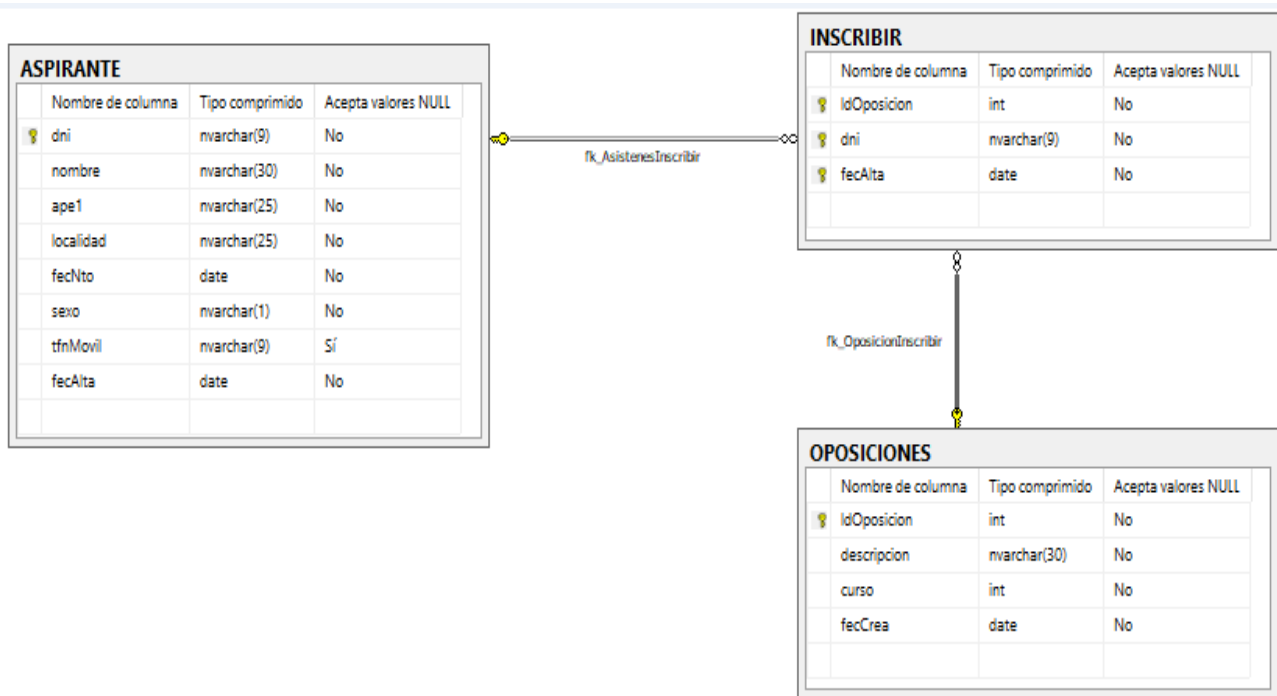 ASPIRANTE
Nombre de columna Tipo comprimido Acepta valores NULL
dni nvarchar(9) No
nombre nvarchar(30) No
ape1 nvarchar(25) No
localidad nvarchar(25) No
fecNto date No
sexo nvarchar(1) No
tfnMovil nvarchar(9) Sí
fecAlta date No
fk_AsistenesInscribir
INSCRIBIR
Nombre de columna Tipo comprimido Acepta valores NULL
IdOposicion int No
dni nvarchar(9) No
fecAlta date No
fk_OposicionInscribir
OPOSICIONES
Nombre de columna Tipo comprimido Acepta valores NULL
IdOposicion int No
descripcion nvarchar(30) No
curso int No
fecCrea date No